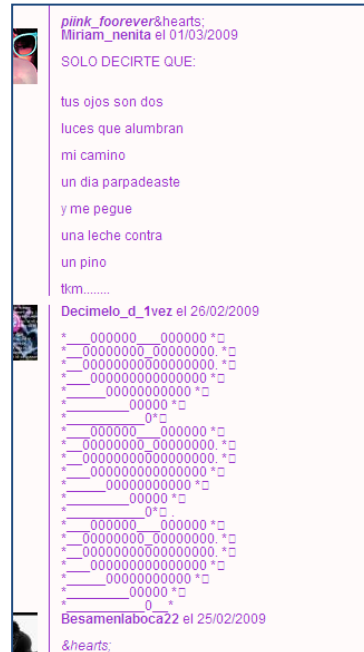 piink_foorever&hearts;
Miriam_nenita el 01/03/2009
SOLO DECIRTE QUE:
tus ojos son dos
luces que alumbran
mi camino
un dia parpadeaste
y me pegue
una leche contra
un pino
tkm........
Decimelo_d_1vez el 26/02/2009
*___000000___000000 *□
*__00000000_00000000. *□
*__0000000000000000. *□
*___000000000000000 *□
*_____00000000000 *□
*________00000 *□
*__________0*□
*___000000___000000 *□
*__00000000_00000000. *□
*__0000000000000000. *□
*___000000000000000 *□
*_____00000000000 *□
*________00000 *□
*__________0*□ .
*___000000___000000 *□
*__00000000_00000000. *□
*__0000000000000000. *□
*___000000000000000 *□
*_____00000000000 *□
*________00000 *□
*__________0__*
Besamenlaboca22 el 25/02/2009
&hearts;